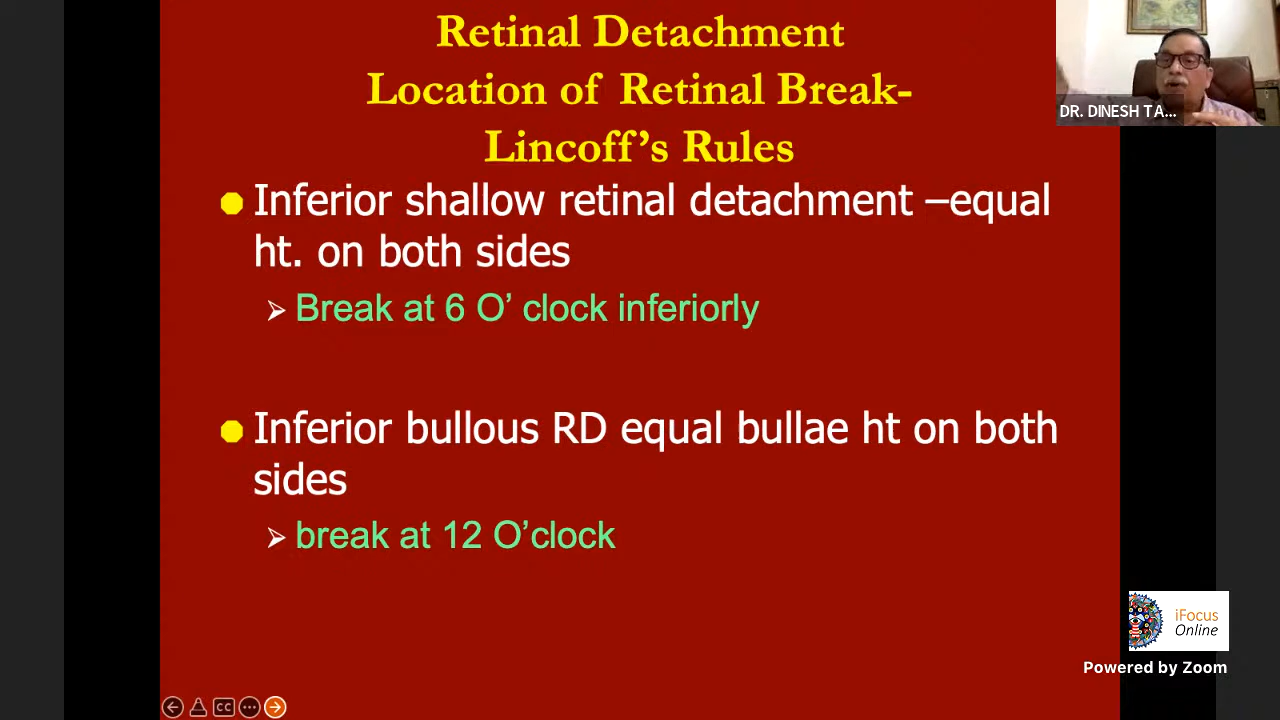 Retinal Detachment
Location of Retinal Break-
Lincoff’s Rules
Inferior shallow retinal detachment –equal
ht. on both sides
Break at 6 O’ clock inferiorly
Inferior bullous RD equal bullae ht on both
sides
break at 12 O’clock
DR. DINESH TA...
iFocus
Online
Powered by Zoom
CC